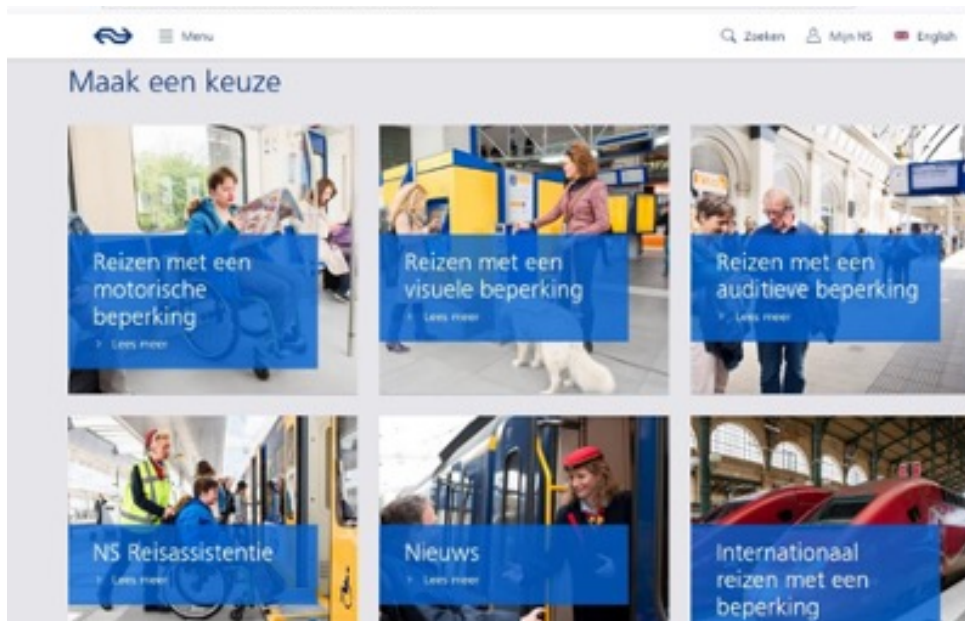 Menu
Zoeken
Mijn NS
English
Maak een keuze
Reizen met een
motorische
beperking
Lees meer
Reizen met een
visuele beperking
Lees meer
Reizen met een
auditieve beperking
Lees meer
NS Reisassistentie
Lees meer
Nieuws
Lees meer
Internationaal
reizen met een
beperking